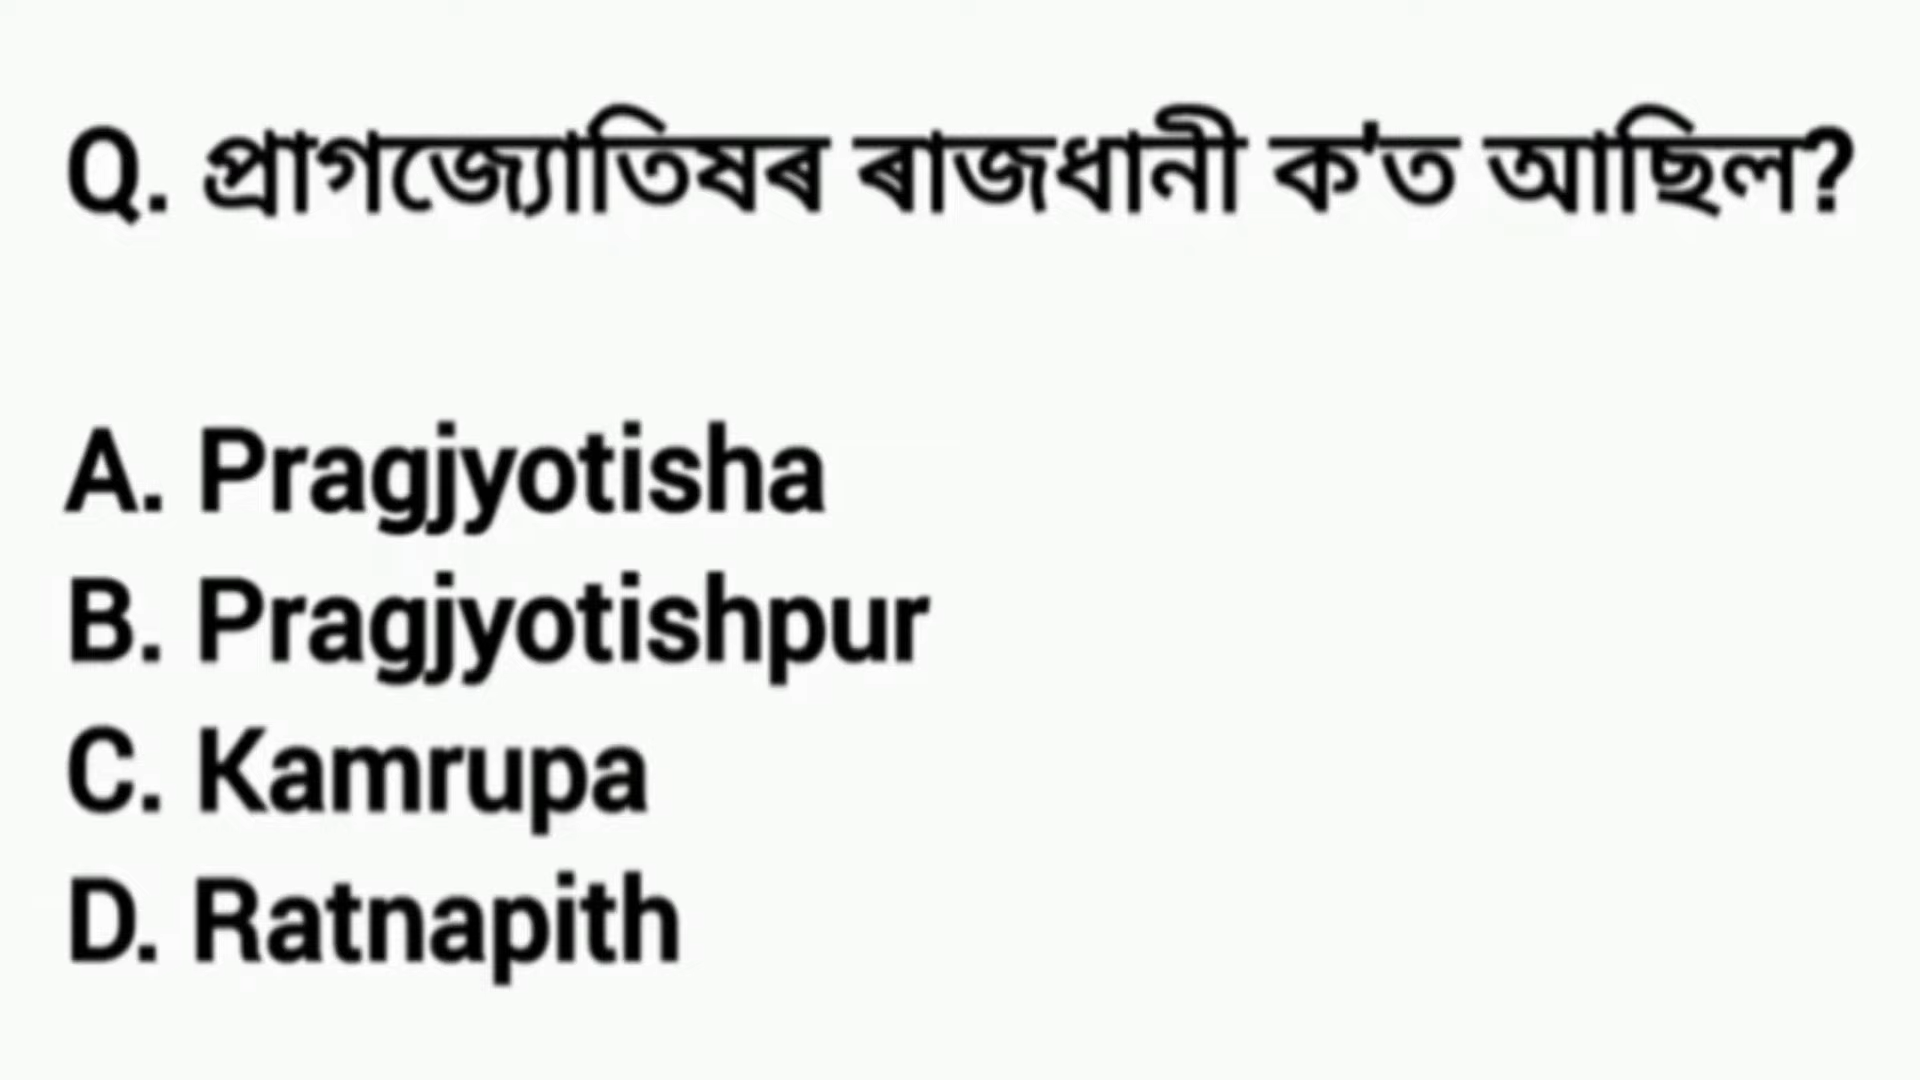 Q. প্ৰাগজ্যোতিষৰ ৰাজধানী ক'ত আছিল?
A. Pragjyotisha
B. Pragjyotishpur
C. Kamrupa
D. Ratnapith